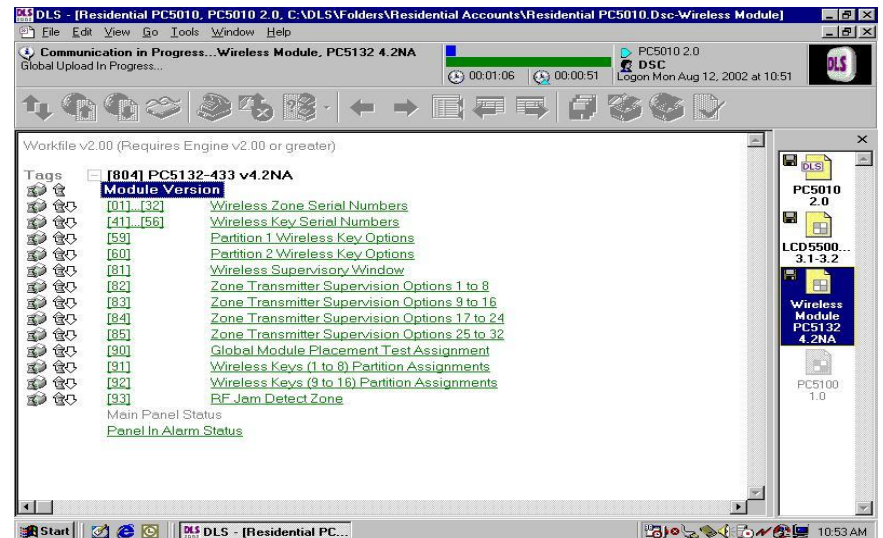 DLS - [Residential PC5010, PC5010 2.0, C:\DLS\Folders\Residential Accounts\Residential PC5010.Dsc-Wireless Module]
File Edit View Go Tools Window Help
Communication in Progress...Wireless Module, PC5132 4.2NA
Global Upload In Progress...
00:01:06 00:00:51
PC5010 2.0
DSC
Logon Mon Aug 12, 2002 at 10:51
DLS
Workfile v2.00 (Requires Engine v2.00 or greater)
Tags [804] PC5132-433 v4.2NA
Module Version
[01]...[32] Wireless Zone Serial Numbers
[41]...[56] Wireless Key Serial Numbers
[59] Partition 1 Wireless Key Options
[60] Partition 2 Wireless Key Options
[81] Wireless Supervisory Window
[82] Zone Transmitter Supervision Options 1 to 8
[83] Zone Transmitter Supervision Options 9 to 16
[84] Zone Transmitter Supervision Options 17 to 24
[85] Zone Transmitter Supervision Options 25 to 32
[90] Global Module Placement Test Assignment
[91] Wireless Keys (1 to 8) Partition Assignments
[92] Wireless Keys (9 to 16) Partition Assignments
[93] RF Jam Detect Zone
Main Panel Status
Panel In Alarm Status
DLS
PC5010
2.0
LCD5500...
3.1-3.2
Wireless
Module
PC5132
4.2NA
PC5100
1.0
Start
DLS - [Residential PC...
10:53 AM